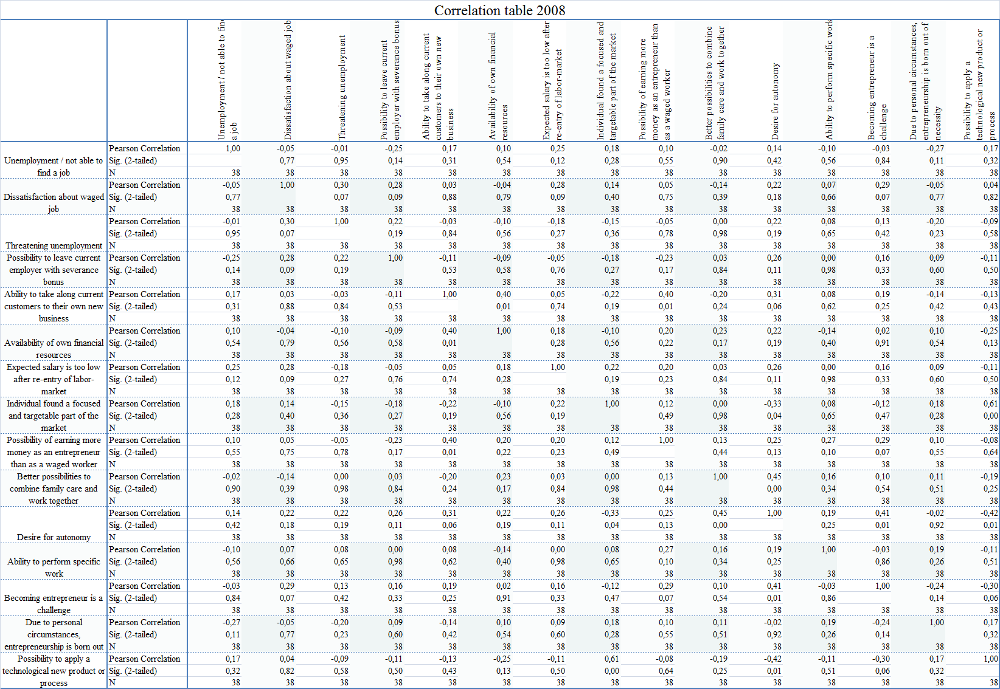 Correlation table 2008
Unemployment / not able to fin
a job
Dissatisfaction about waged job
Threatening unemployment
Possibility to leave current
employer with severance bonus
Ability to take along current
customers to their own new
business
Availability of own financial
resources
Expected salary is too low after
re-entry of labor-market
Individual found a focused and
targetable part of the market
Possibility of earning more
money as an entrepreneur than
as a waged worker
Better possibilities to combine
family care and work together
Desire for autonomy
Ability to perform specific work
Becoming entrepreneur is a
challenge
Due to personal circumstances,
entrepreneurship is born out of
necessity
Possibility to apply a
technological new product or
process
Pearson Correlation 1,00 -0,05 -0,01 -0,25 0,17 0,10 0,25 0,18 0,10 -0,02 0,14 -0,10 -0,03 -0,27 0,17
Unemployment / not able to Sig. (2-tailed) 0,77 0,95 0,14 0,31 0,54 0,12 0,28 0,55 0,90 0,42 0,56 0,84 0,11 0,32
find a job N 38 38 38 38 38 38 38 38 38 38 38 38 38 38 38
Pearson Correlation -0,05 1,00 0,30 0,28 0,03 -0,04 0,28 0,14 0,05 -0,14 0,22 0,07 0,29 -0,05 0,04
Dissatisfaction about waged Sig. (2-tailed) 0,77 0,07 0,09 0,88 0,79 0,09 0,40 0,75 0,39 0,18 0,66 0,07 0,77 0,82
job N 38 38 38 38 38 38 38 38 38 38 38 38 38 38 38
Pearson Correlation -0,01 0,30 1,00 0,22 -0,03 -0,10 -0,18 -0,15 -0,05 0,00 0,22 0,08 0,13 -0,20 -0,09
Sig. (2-tailed) 0,95 0,07 0,19 0,84 0,56 0,27 0,36 0,78 0,98 0,19 0,65 0,42 0,23 0,58
Threatening unemployment N 38 38 38 38 38 38 38 38 38 38 38 38 38 38 38
Possibility to leave current Pearson Correlation -0,25 0,28 0,22 1,00 -0,11 -0,09 -0,05 -0,18 -0,23 0,03 0,26 0,00 0,16 0,09 -0,11
employer with severance Sig. (2-tailed) 0,14 0,09 0,19 0,53 0,58 0,76 0,27 0,17 0,84 0,11 0,98 0,33 0,60 0,50
bonus N 38 38 38 38 38 38 38 38 38 38 38 38 38 38 38
Ability to take along current Pearson Correlation 0,17 0,03 -0,03 -0,11 1,00 0,40 0,05 -0,22 0,40 -0,20 0,31 0,08 0,19 -0,14 -0,13
customers to their own new Sig. (2-tailed) 0,31 0,88 0,84 0,53 0,01 0,74 0,19 0,01 0,24 0,06 0,62 0,25 0,42 0,43
business N 38 38 38 38 38 38 38 38 38 38 38 38 38 38 38
Pearson Correlation 0,10 -0,04 -0,10 -0,09 0,40 1,00 0,18 -0,10 0,20 0,23 0,22 -0,14 0,02 0,10 -0,25
Availability of own financial Sig. (2-tailed) 0,54 0,79 0,56 0,58 0,01 0,28 0,56 0,22 0,17 0,19 0,40 0,91 0,54 0,13
resources N 38 38 38 38 38 38 38 38 38 38 38 38 38 38 38
Expected salary is too low Pearson Correlation 0,25 0,28 -0,18 -0,05 0,05 0,18 1,00 0,22 0,20 0,03 0,26 0,00 0,16 0,09 -0,11
after re-entry of labor- Sig. (2-tailed) 0,12 0,09 0,27 0,76 0,74 0,28 0,19 0,23 0,84 0,11 0,98 0,33 0,60 0,50
market N 38 38 38 38 38 38 38 38 38 38 38 38 38 38 38
Individual found a focused Pearson Correlation 0,18 0,14 -0,15 -0,18 -0,22 -0,10 0,22 1,00 0,12 0,00 -0,33 0,08 -0,12 0,18 0,61
and targetable part of the Sig. (2-tailed) 0,28 0,40 0,36 0,27 0,19 0,56 0,19 0,49 0,98 0,04 0,65 0,47 0,28 0,00
market N 38 38 38 38 38 38 38 38 38 38 38 38 38 38 38
Possibility of earning more Pearson Correlation 0,10 0,05 -0,05 -0,23 0,40 0,20 0,20 0,12 1,00 0,13 0,25 0,27 0,29 0,10 -0,08
money as an entrepreneur Sig. (2-tailed) 0,55 0,75 0,78 0,17 0,01 0,22 0,23 0,49 0,44 0,13 0,10 0,07 0,55 0,64
than as a waged worker N 38 38 38 38 38 38 38 38 38 38 38 38 38 38 38
Better possibilities to Pearson Correlation -0,02 -0,14 0,00 0,03 -0,20 0,23 0,03 0,00 0,13 1,00 0,45 0,16 0,10 0,11 -0,19
combine family care and Sig. (2-tailed) 0,90 0,39 0,98 0,84 0,24 0,17 0,84 0,98 0,44 0,00 0,34 0,54 0,51 0,25
work together N 38 38 38 38 38 38 38 38 38 38 38 38 38 38 38
Pearson Correlation 0,14 0,22 0,22 0,26 0,31 0,22 0,26 -0,33 0,25 0,45 1,00 0,19 0,41 -0,02 -0,42
Sig. (2-tailed) 0,42 0,18 0,19 0,11 0,06 0,19 0,11 0,04 0,13 0,00 0,25 0,01 0,92 0,01
Desire for autonomy N 38 38 38 38 38 38 38 38 38 38 38 38 38 38 38
Pearson Correlation -0,10 0,07 0,08 0,00 0,08 -0,14 0,00 0,08 0,27 0,16 0,19 1,00 -0,03 0,19 -0,11
Ability to perform specific Sig. (2-tailed) 0,56 0,66 0,65 0,98 0,62 0,40 0,98 0,65 0,10 0,34 0,25 0,86 0,26 0,51
work N 38 38 38 38 38 38 38 38 38 38 38 38 38 38 38
Pearson Correlation -0,03 0,29 0,13 0,16 0,19 0,02 0,16 -0,12 0,29 0,10 0,41 -0,03 1,00 -0,24 -0,30
Becoming entrepreneur is a Sig. (2-tailed) 0,84 0,07 0,42 0,33 0,25 0,91 0,33 0,47 0,07 0,54 0,01 0,86 0,14 0,06
challenge N 38 38 38 38 38 38 38 38 38 38 38 38 38 38 38
Due to personal Pearson Correlation -0,27 -0,05 -0,20 0,09 -0,14 0,10 0,09 0,18 0,10 0,11 -0,02 0,19 -0,24 1,00 0,17
circumstances, Sig. (2-tailed) 0,11 0,77 0,23 0,60 0,42 0,54 0,60 0,28 0,55 0,51 0,92 0,26 0,14 0,32
entrepreneurship is born out N 38 38 38 38 38 38 38 38 38 38 38 38 38 38 38
Possibility to apply a Pearson Correlation 0,17 0,04 -0,09 -0,11 -0,13 -0,25 -0,11 0,61 -0,08 -0,19 -0,42 -0,11 -0,30 0,17 1,00
technological new product or Sig. (2-tailed) 0,32 0,82 0,58 0,50 0,43 0,13 0,50 0,00 0,64 0,25 0,01 0,51 0,06 0,32
process N 38 38 38 38 38 38 38 38 38 38 38 38 38 38 38